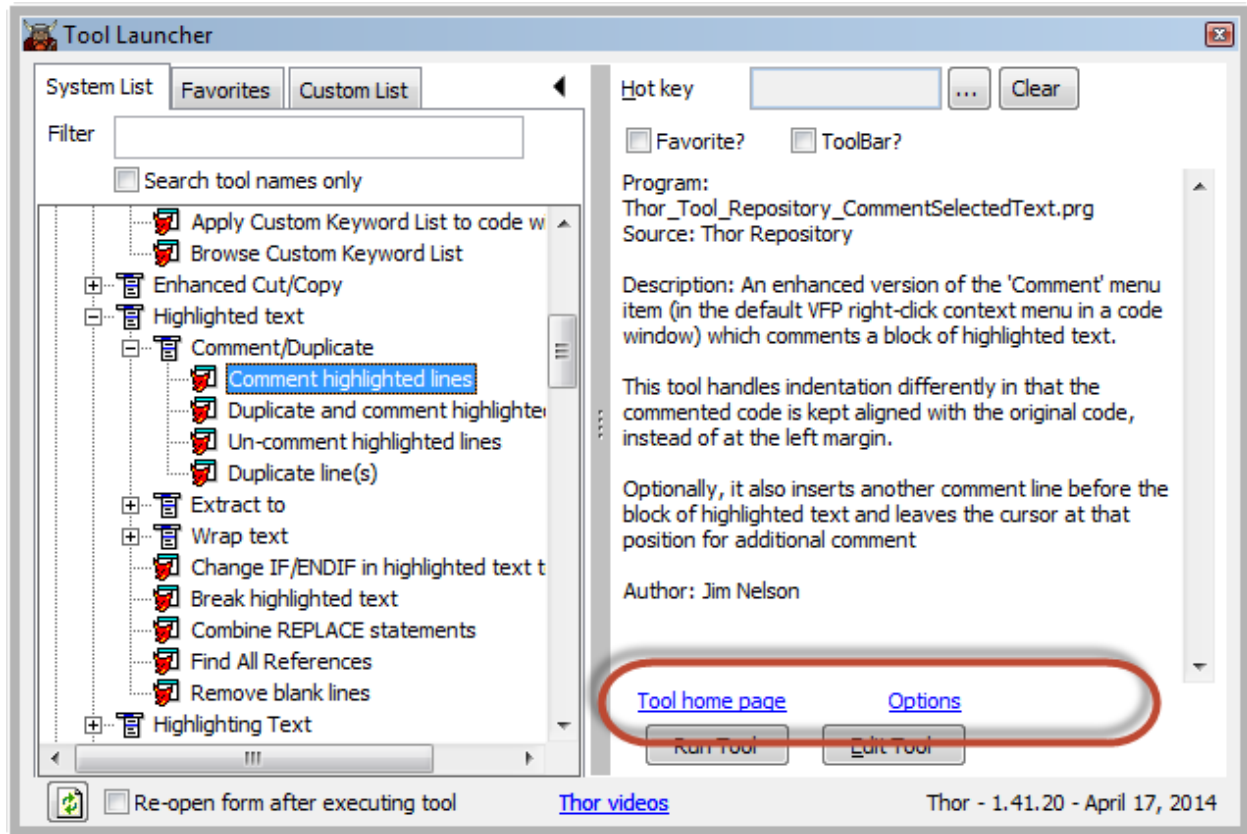 Tool Launcher
System List
Favorites
Custom List
Filter
Search tool names only
Apply Custom Keyword List to code w
Browse Custom Keyword List
Enhanced Cut/Copy
Highlighted text
Comment/Duplicate
Comment highlighted lines
Duplicate and comment highlighte
Un-comment highlighted lines
Duplicate line(s)
Extract to
Wrap text
Change IF/ENDIF in highlighted text t
Break highlighted text
Combine REPLACE statements
Find All References
Remove blank lines
Highlighting Text
Hot key
...
Clear
Favorite?
ToolBar?
Program:
Thor_Tool_Repository_CommentSelectedText.prg
Source: Thor Repository
Description: An enhanced version of the 'Comment' menu
item (in the default VFP right-click context menu in a code
window) which comments a block of highlighted text.
This tool handles indentation differently in that the
commented code is kept aligned with the original code,
instead of at the left margin.
Optionally, it also inserts another comment line before the
block of highlighted text and leaves the cursor at that
position for additional comment
Author: Jim Nelson
Tool home page
Options
Run Tool
Edit Tool
Re-open form after executing tool
Thor videos
Thor - 1.41.20 - April 17, 2014